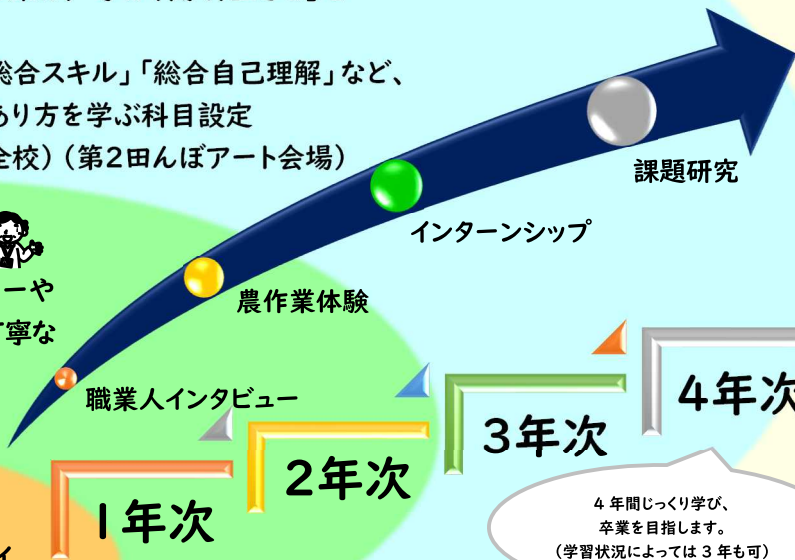 総合スキル」「総合自己理解」など、
あり方を学ぶ科目設定
全校）（第2田んぼアート会場）
課題研究
インターンシップ
ーや
農作業体験
丁寧な
職業人インタビュー
4年次
3年次
2年次
1年次
4年間じっくり学び、
卒業を目指します。
（学習状況によっては3年も可）